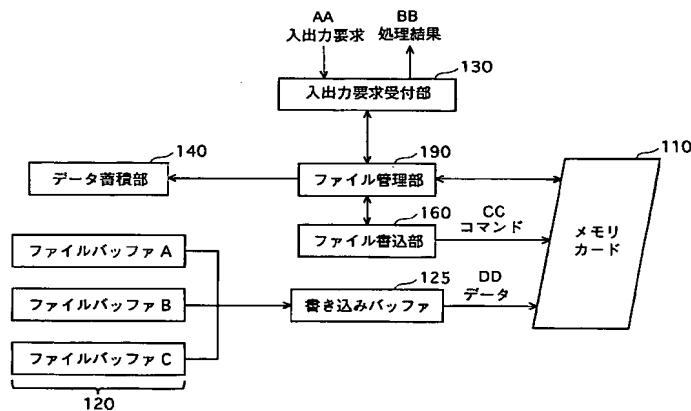 AA
入出力要求
BB
処理結果
130
入出力要求受付部
140
データ蓄積部
190
ファイル管理部
110
メモリ
カード
160
ファイル書込部
CC
コマンド
ファイルバッファ A
ファイルバッファ B
ファイルバッファ C
125
書き込みバッファ
DD
データ
120